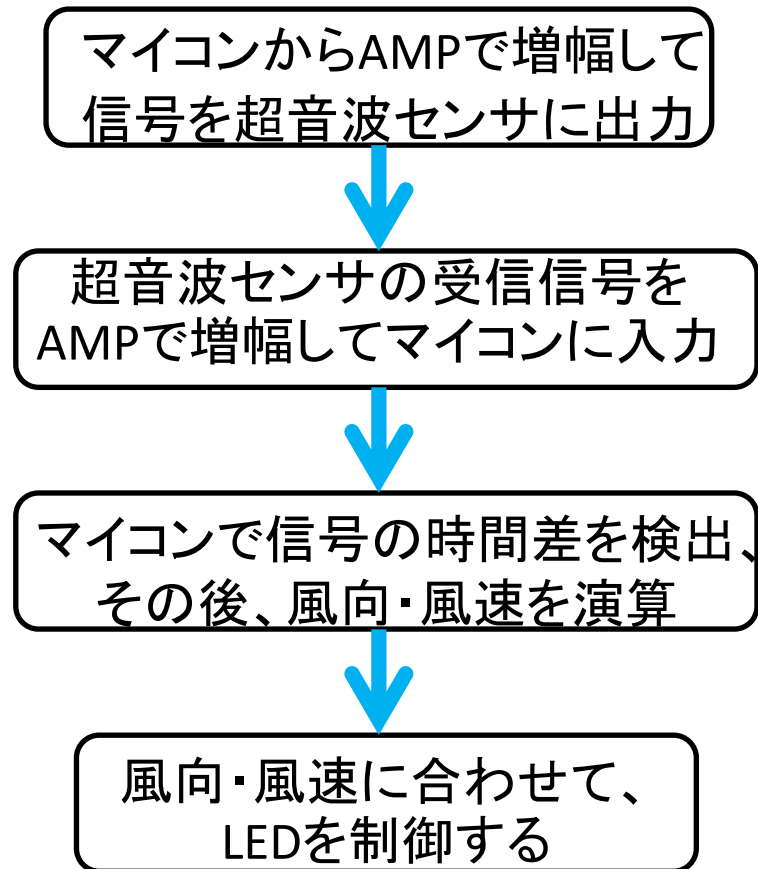 マイコンからAMPで増幅して
信号を超音波センサに出力
超音波センサの受信信号を
AMPで増幅してマイコンに入力
マイコンで信号の時間差を検出、
その後、風向・風速を演算
風向・風速に合わせて、
LEDを制御する